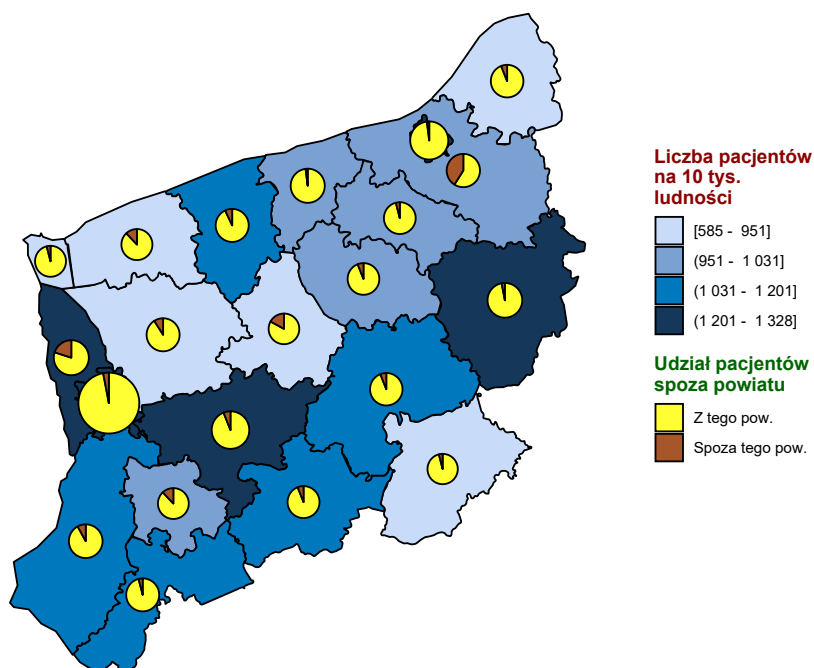 Liczba pacjentów
na 10 tys.
ludności
[585 - 951]
(951 - 1 031]
(1 031 - 1 201]
(1 201 - 1 328]
Udział pacjentów
spoza powiatu
Z tego pow.
Spoza tego pow.